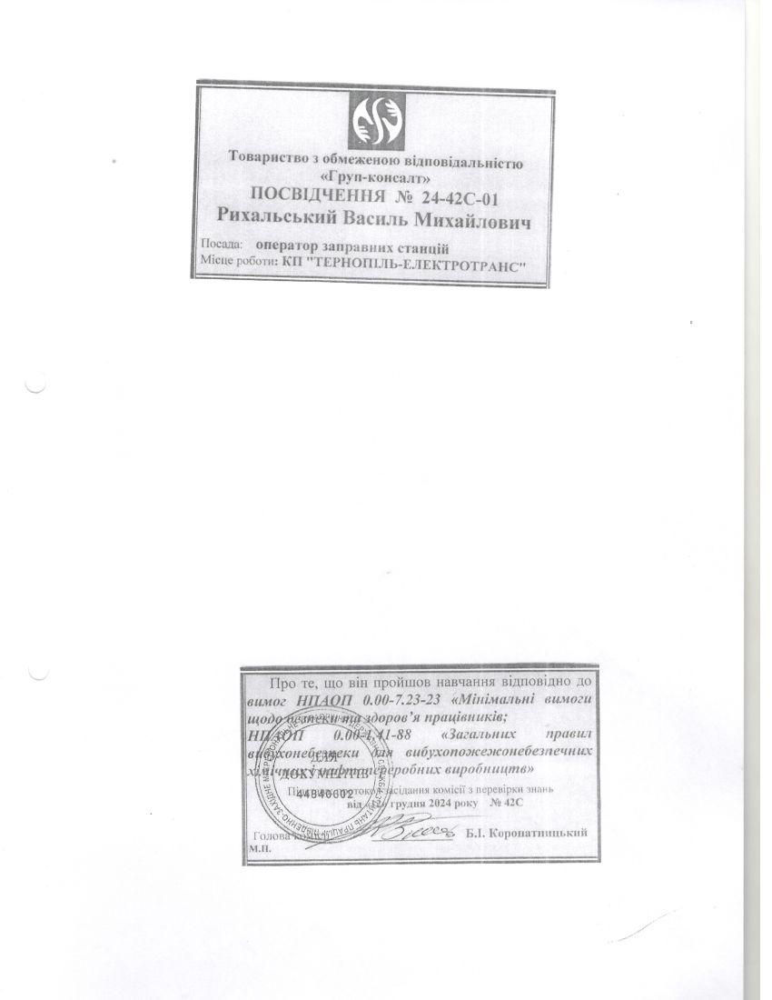 Товариство з обмеженою відповідальністю
«Груп-консалт»
ПОСВІДЧЕННЯ № 24-42С-01
Рихальський Василь Михайлович
Посада: оператор заправних станцій
Місце роботи: КП "ТЕРНОПІЛЬ-ЕЛЕКТРОТРАНС"
Про те, що він пройшов навчання відповідно до
вимог НПАОП 0.00-7.23-23 «Мінімальні вимоги
щодо безпеки та здоров’я працівників;
НПАОП 0.00-1.41-88 «Загальних правил
вибухонебезпеки для вибухопожежонебезпечних
хімічних і нафтопереробних виробництв»
протокол засідання комісії з перевірки знань
від «12» грудня 2024 року № 42С
Голова комісії Б.І. Коропатницький
М.П.
ДЛЯ
ДОКУМЕНТІВ
44840602